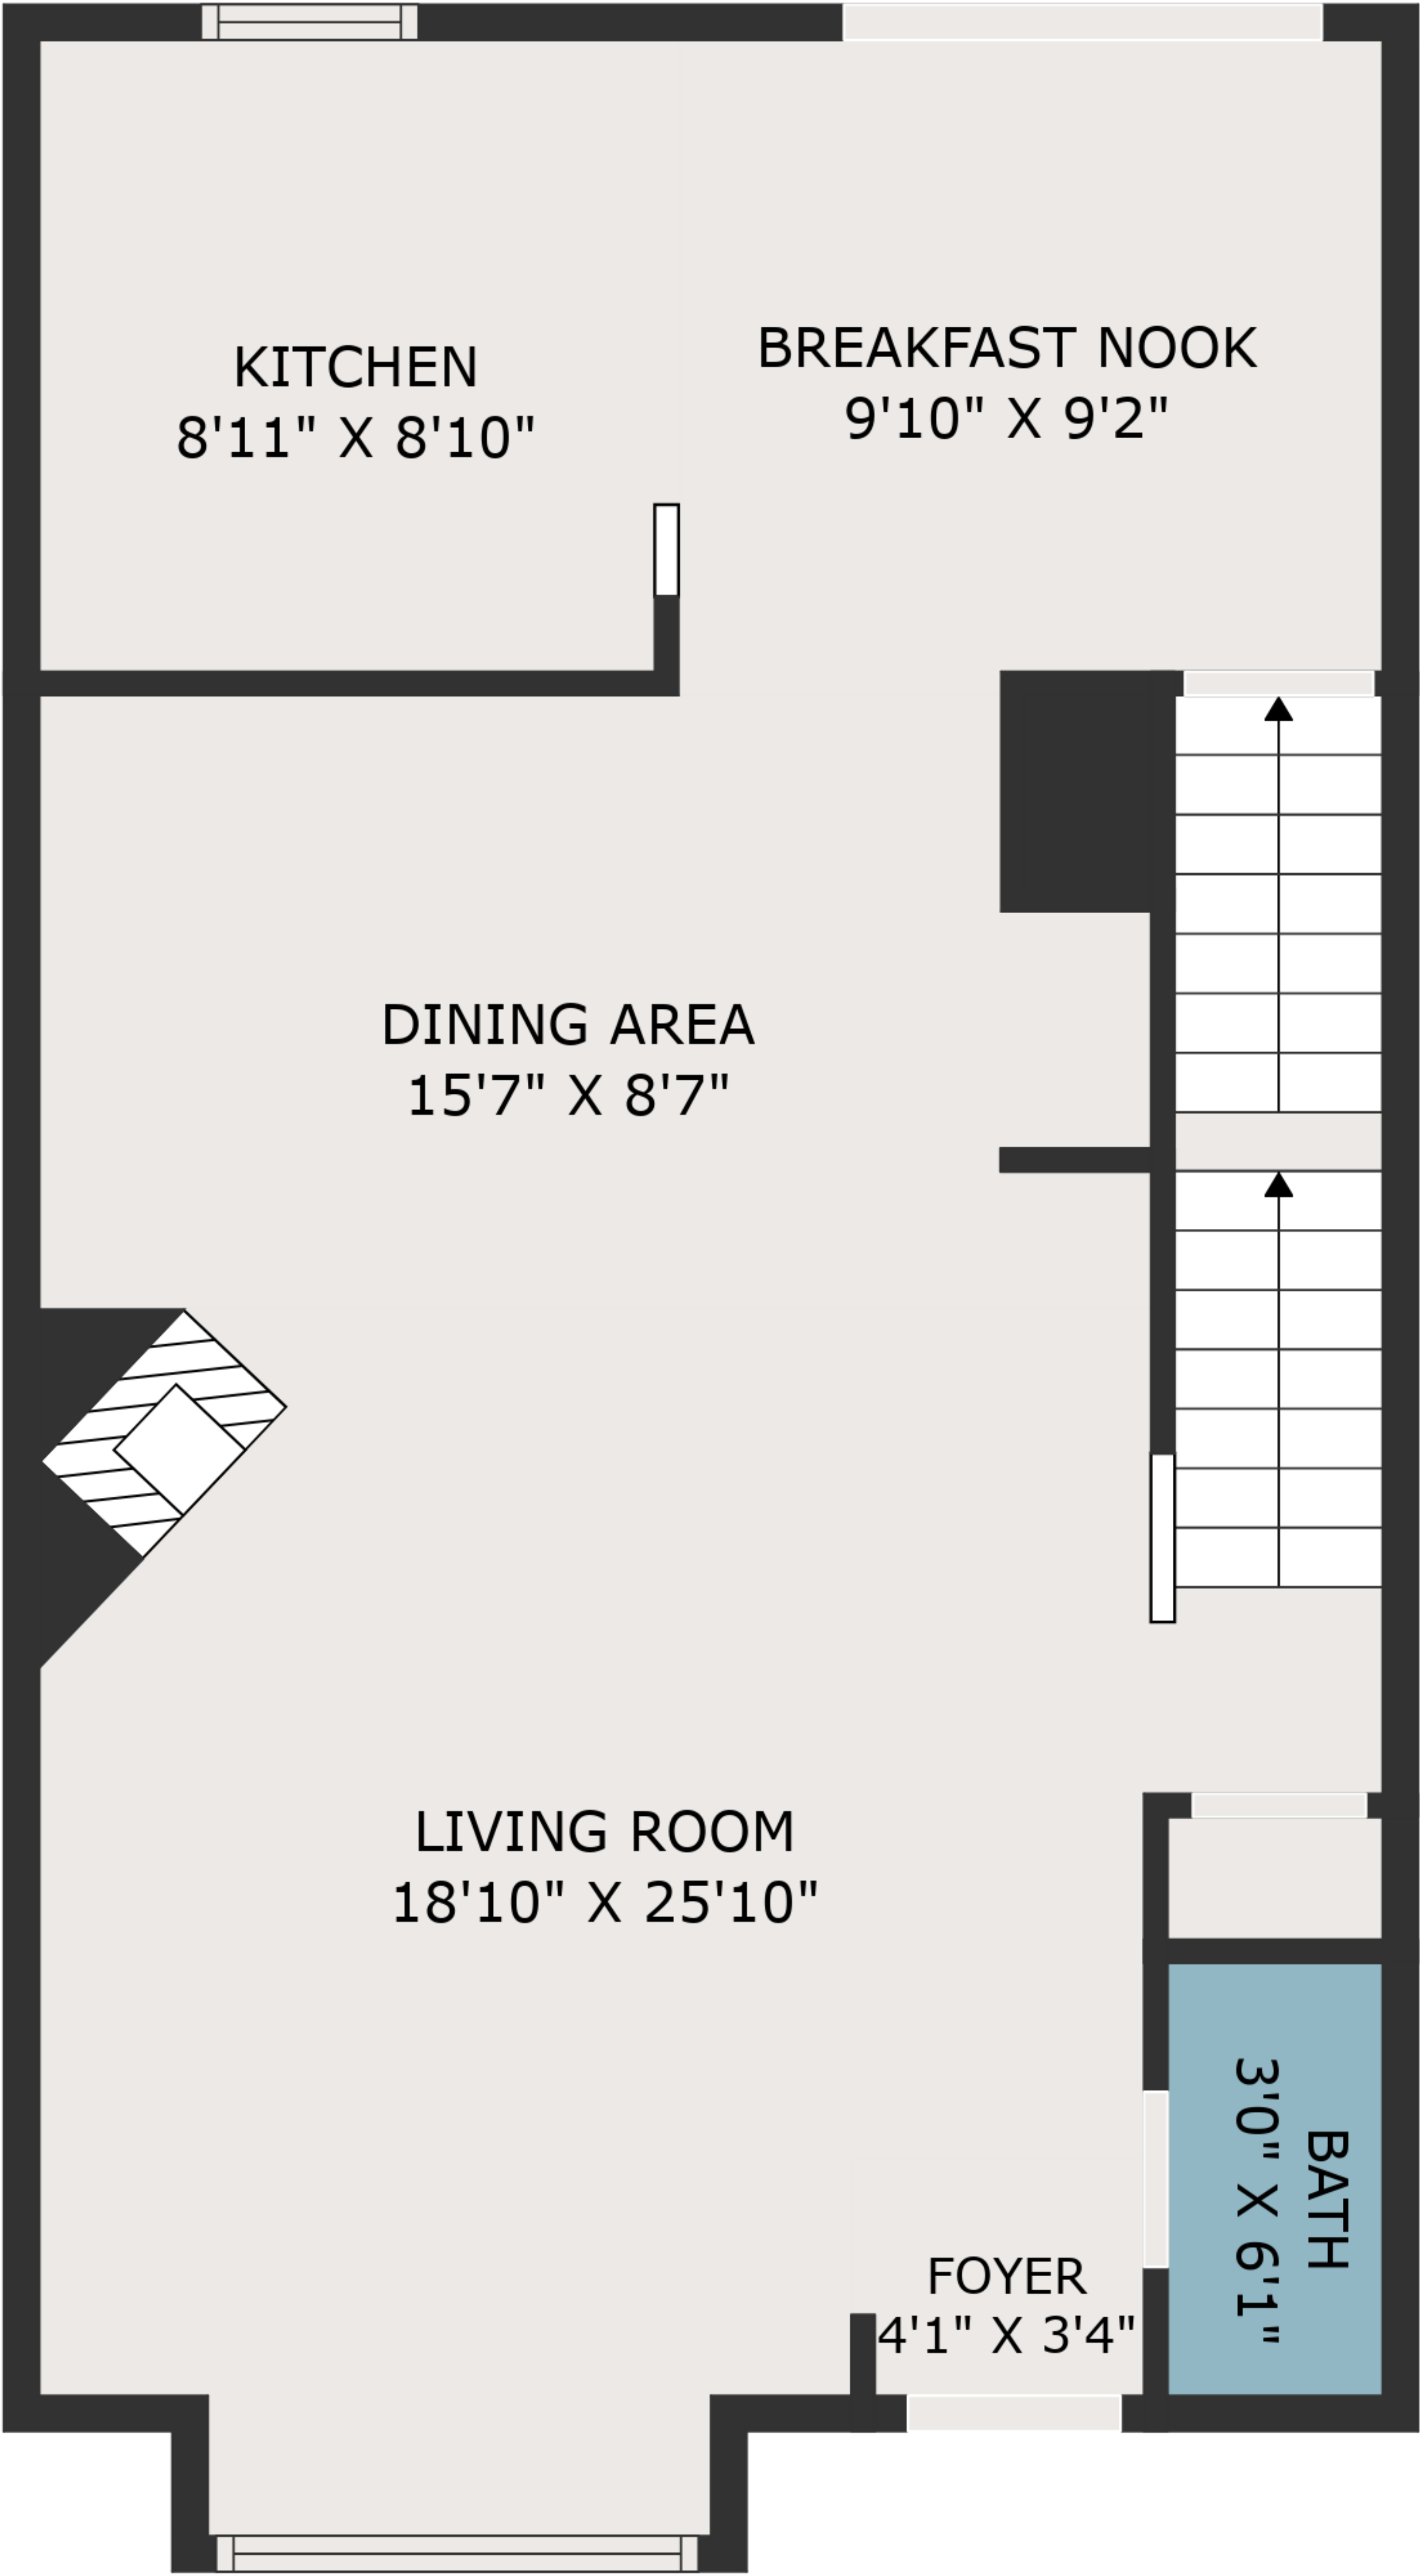 KITCHEN
8'11" X 8'10"
BREAKFAST NOOK
9'10" X 9'2"
DINING AREA
15'7" X 8'7"
LIVING ROOM
18'10" X 25'10"
BATH
3'0" X 6'1"
FOYER
4'1" X 3'4"